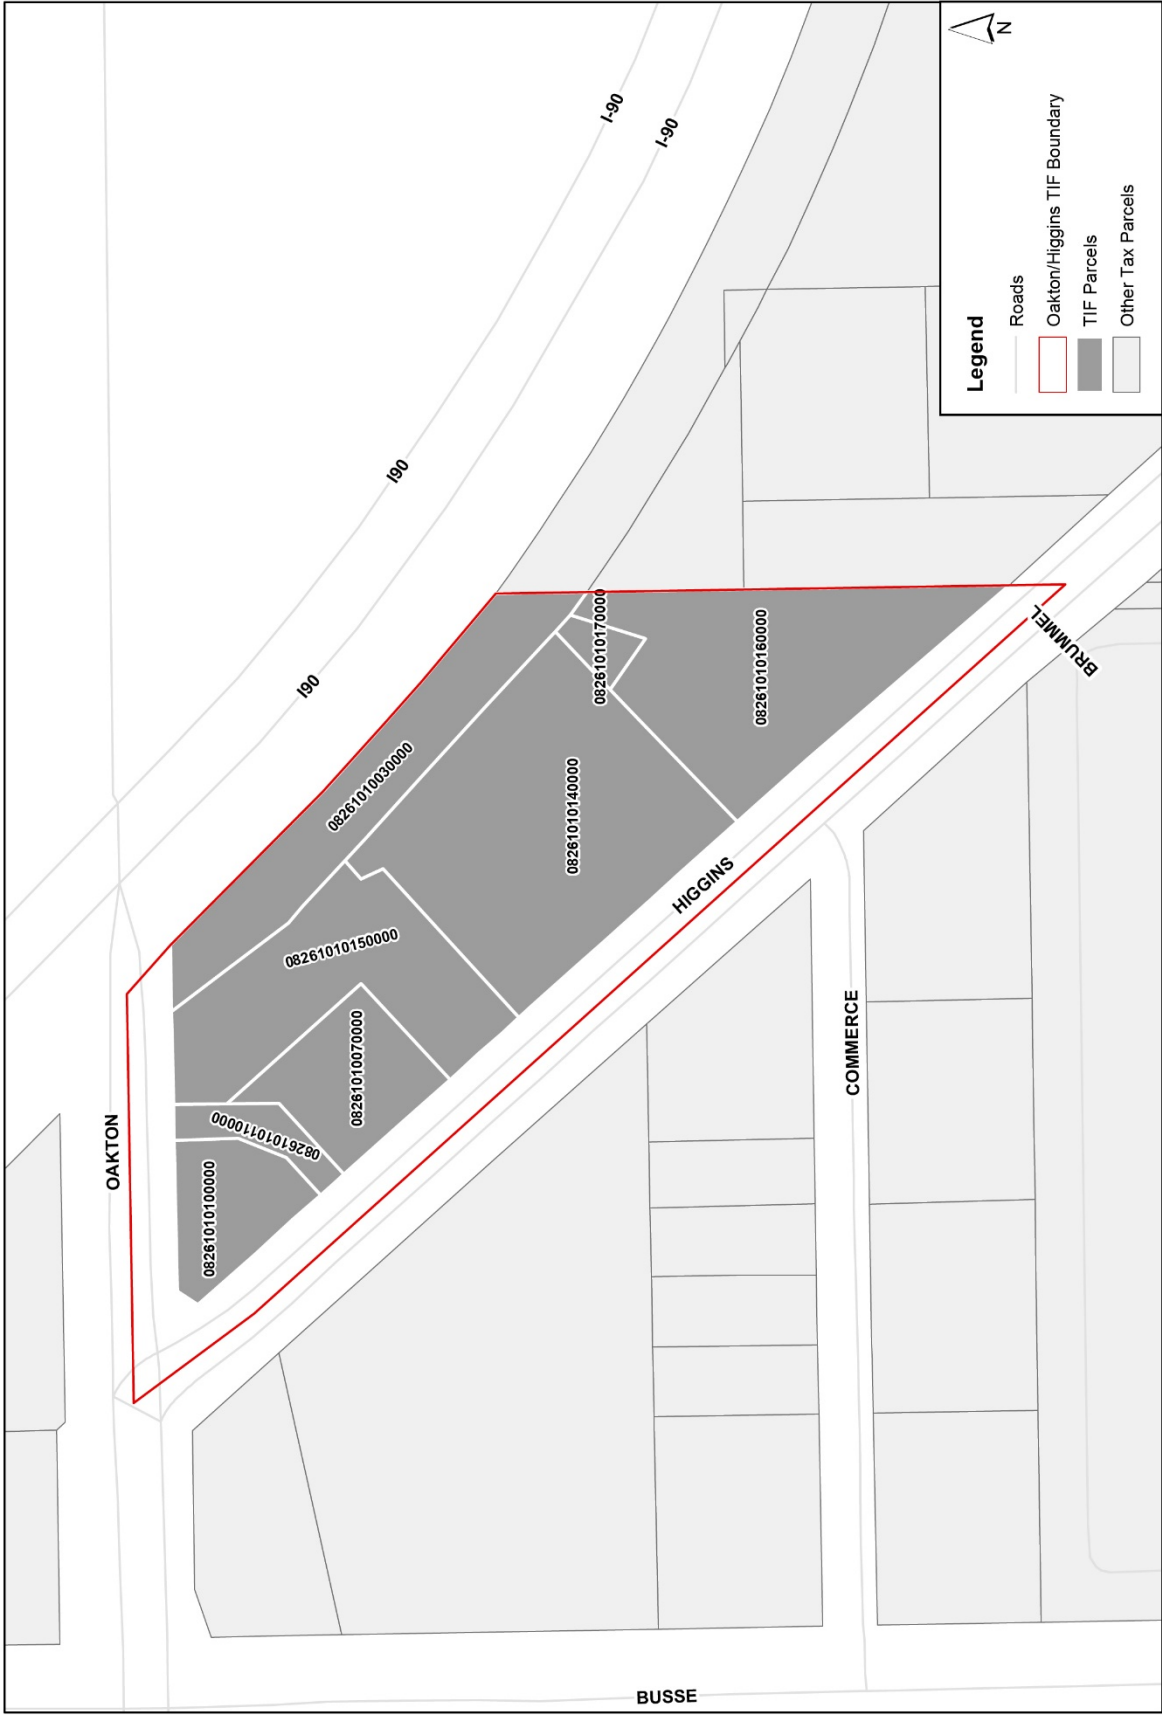 I-90
I-90
I90
I90
OAKTON
08261010030000
08261010170000
08261010160000
08261010140000
08261010150000
08261010070000
08261010110000
08261010100000
HIGGINS
BRUMMEL
COMMERCE
BUSSE
N
Legend
Roads
Oakton/Higgins TIF Boundary
TIF Parcels
Other Tax Parcels